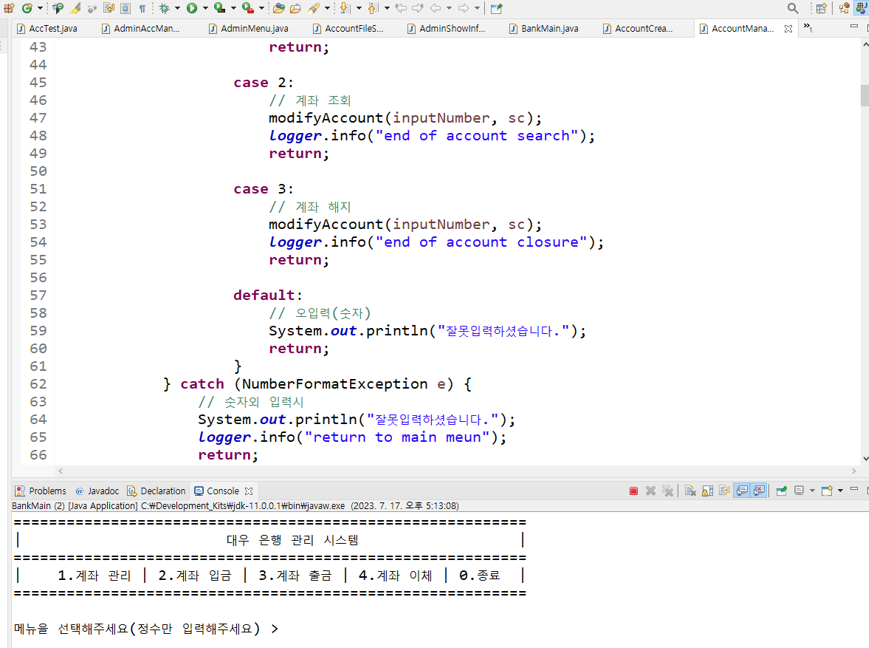 AccTest.java AdminAccMan... AdminMenu.java AccountFileS... AdminShowInf... BankMain.java AccountCrea... AccountMana... »1
43 return;
44
45 case 2:
46 // 계좌 조회
47 modifyAccount(inputNumber, sc);
48 logger.info("end of account search");
49 return;
50
51 case 3:
52 // 계좌 해지
53 modifyAccount(inputNumber, sc);
54 logger.info("end of account closure");
55 return;
56
57 default:
58 // 오입력(숫자)
59 System.out.println("잘못입력하셨습니다.");
60 return;
61 }
62 } catch (NumberFormatException e) {
63 // 숫자외 입력시
64 System.out.println("잘못입력하셨습니다.");
65 logger.info("return to main meun");
66 return;
Problems Javadoc Declaration Console
BankMain (2) [Java Application] C:₩Development_Kits₩jdk-11.0.0.1₩bin₩javaw.exe (2023. 7. 17. 오후 5:13:08)
==========================================================
| 대우 은행 관리 시스템 |
==========================================================
| 1.계좌 관리 | 2.계좌 입금 | 3.계좌 출금 | 4.계좌 이체 | 0.종료 |
==========================================================
메뉴을 선택해주세요(정수만 입력해주세요) >